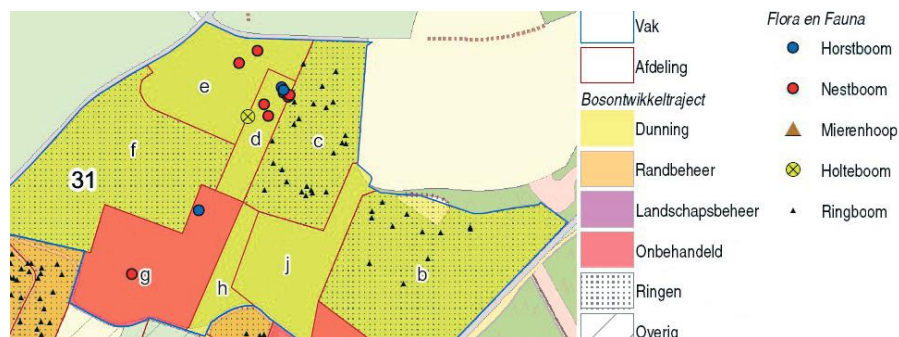 e
d
c
f
31
g
h
j
b
Vak
Afdeling
Bosontwikkeltraject
Dunning
Randbeheer
Landschapsbeheer
Onbehandeld
Ringen
Overig
Flora en Fauna
Horstboom
Nestboom
Mierenhoop
Holteboom
Ringboom